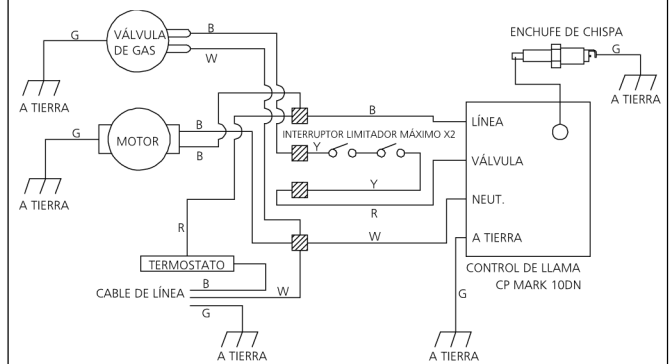 VÁLVULA
DE GAS
B
W
G
A TIERRA
ENCHUFE DE CHISPA
G
A TIERRA
MOTOR
B
B
G
A TIERRA
B
LÍNEA
INTERRUPTOR LIMITADOR MÁXIMO X2
Y
VÁLVULA
Y
R
NEUT.
R
W
A TIERRA
TERMOSTATO
CONTROL DE LLAMA
CP MARK 10DN
CABLE DE LÍNEA
B
W
G
G
A TIERRA
A TIERRA